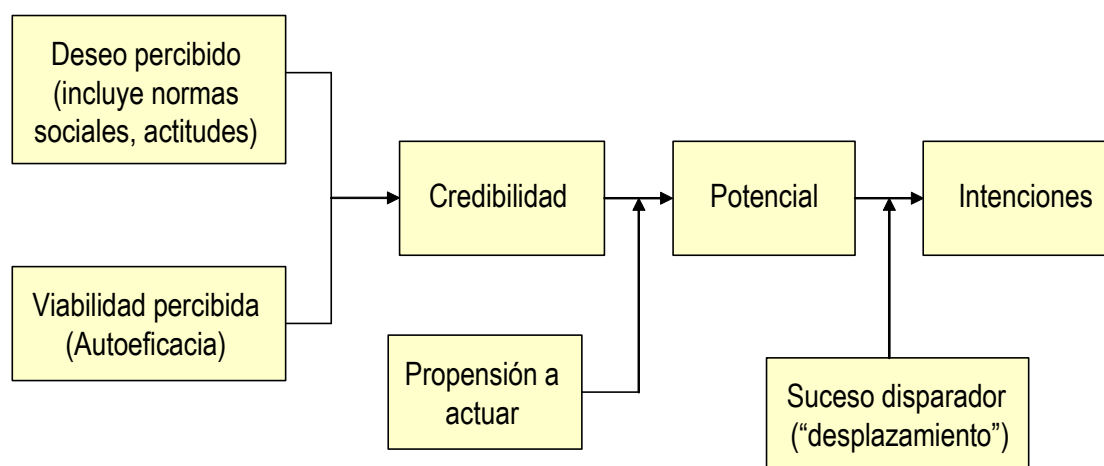 Deseo percibido
(incluye normas
sociales, actitudes)
Credibilidad
Potencial
Intenciones
Viabilidad percibida
(Autoeficacia)
Propensión a
actuar
Suceso disparador
(“desplazamiento”)